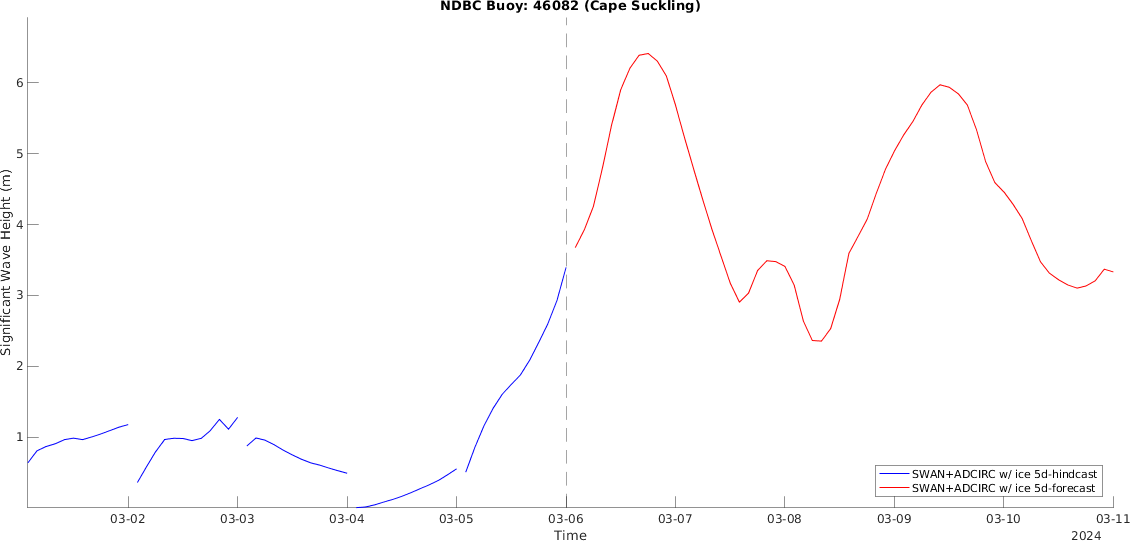 NDBC Buoy: 46082 (Cape Suckling)
6
5
4
3
2
1
Significant Wave Height (m)
SWAN+ADCIRC w/ ice 5d-hindcast
SWAN+ADCIRC w/ ice 5d-forecast
03-02 03-03 03-04 03-05 03-06 03-07 03-08 03-09 03-10 03-11
Time
2024